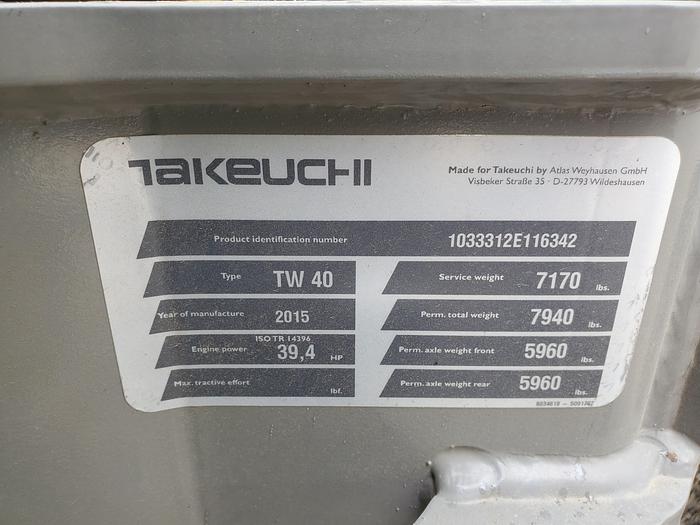 TAKEUCHI
Made for Takeuchi by Atlas Weyhausen GmbH
Visbeker Straße 35 · D-27793 Wildeshausen
Product identification number 1033312E116342
Type TW 40
Service weight 7170 lbs.
Year of manufacture 2015
Perm. total weight 7940 lbs.
ISO TR 14396
Engine power 39,4 HP
Perm. axle weight front 5960 lbs.
Max. tractive effort lbf.
Perm. axle weight rear 5960 lbs.